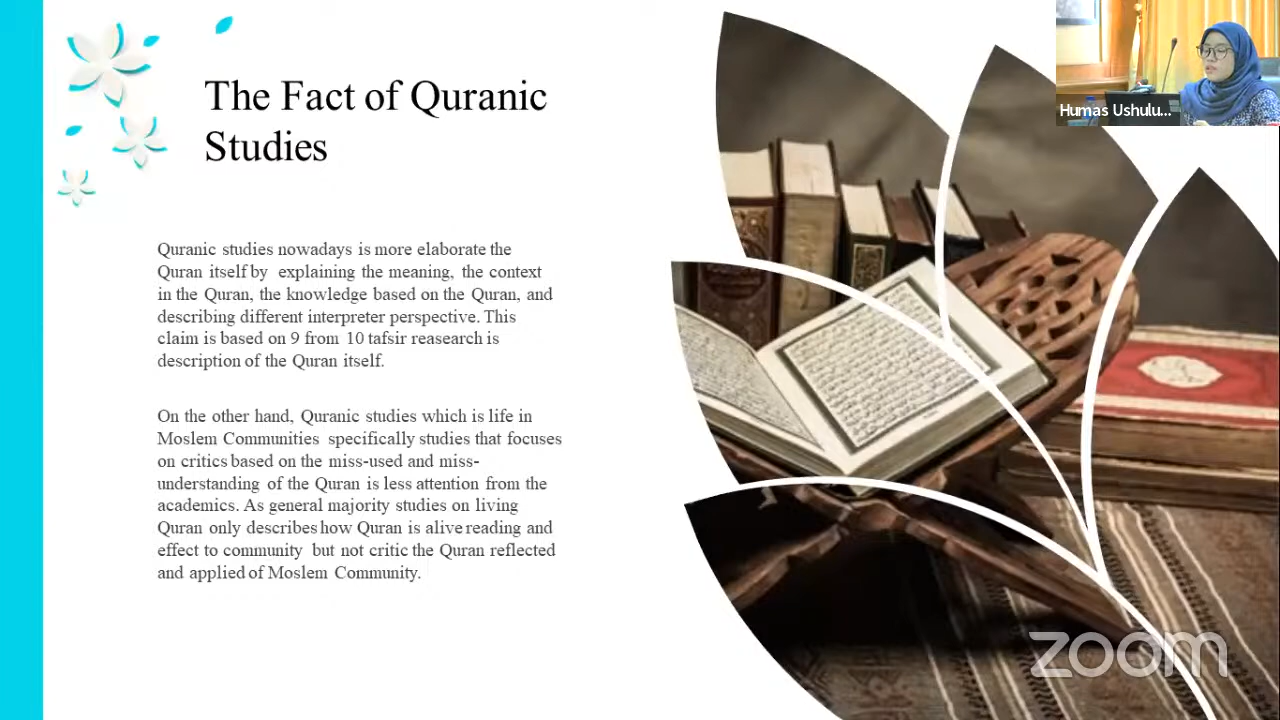 The Fact of Quranic
Studies
Quranic studies nowadays is more elaborate the
Quran itself by explaining the meaning, the context
in the Quran, the knowledge based on the Quran, and
describing different interpreter perspective. This
claim is based on 9 from 10 tafsir reasearch is
description of the Quran itself.
On the other hand, Quranic studies which is life in
Moslem Communities specifically studies that focuses
on critics based on the miss-used and miss-
understanding of the Quran is less attention from the
academics. As general majority studies on living
Quran only describes how Quran is alive reading and
effect to community but not critic the Quran reflected
and applied of Moslem Community.
Humas Ushulu...
zoom